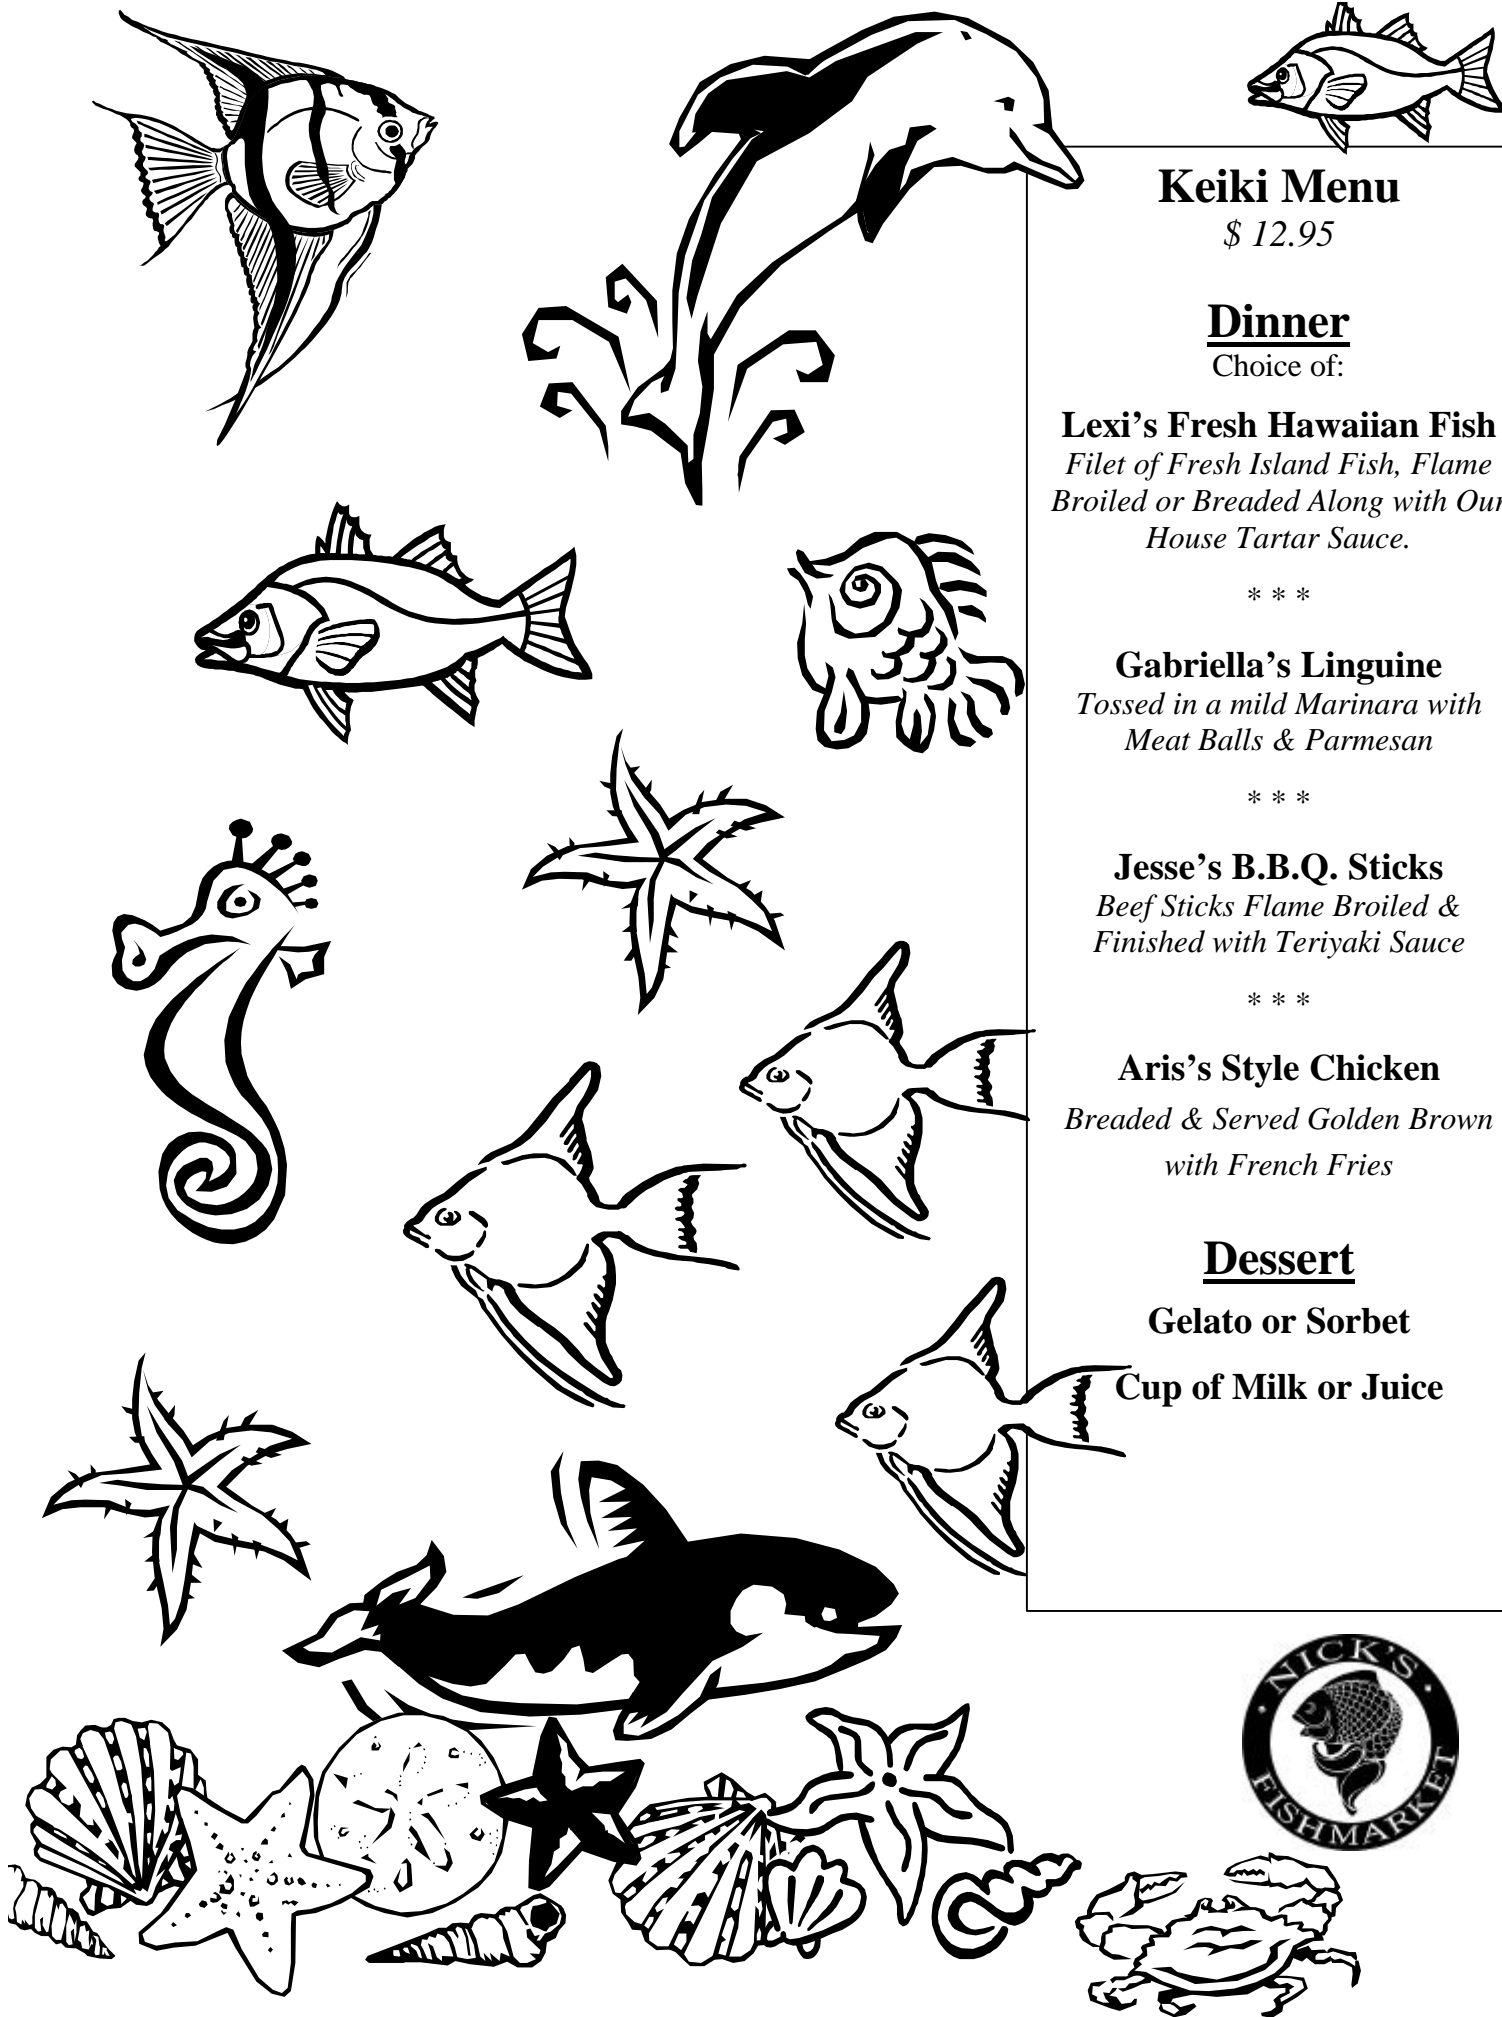 Keiki Menu
$ 12.95
Dinner
Choice of:
Lexi’s Fresh Hawaiian Fish
Filet of Fresh Island Fish, Flame
Broiled or Breaded Along with Our
House Tartar Sauce.
* * *
Gabriella’s Linguine
Tossed in a mild Marinara with
Meat Balls & Parmesan
* * *
Jesse’s B.B.Q. Sticks
Beef Sticks Flame Broiled &
Finished with Teriyaki Sauce
* * *
Aris’s Style Chicken
Breaded & Served Golden Brown
with French Fries
Dessert
Gelato or Sorbet
Cup of Milk or Juice
NICK'S
FISHMARKET